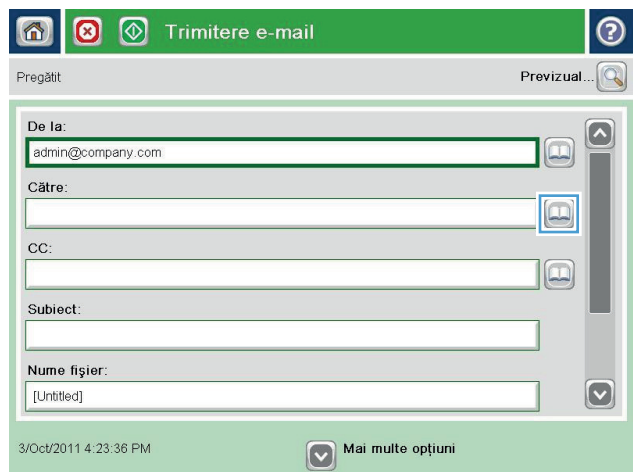 Trimitere e-mail
?
Pregătit
Previzual...
De la:
admin@company.com
Către:
CC:
Subiect:
Nume fişier:
[Untitled]
3/Oct/2011 4:23:36 PM
Mai multe opţiuni